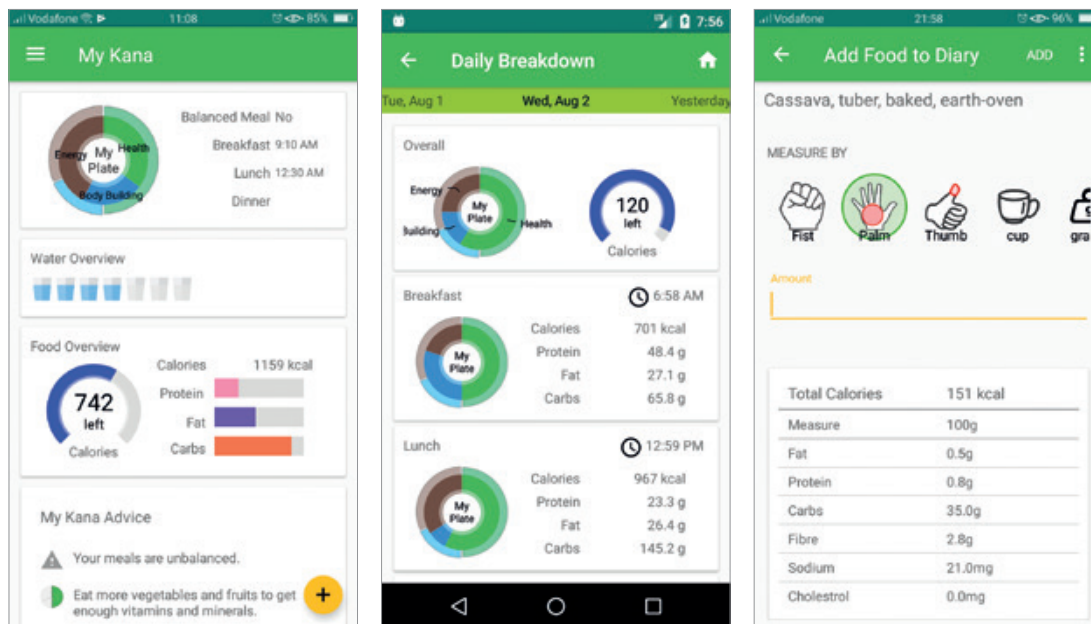 Vodafone 11:08 85%
My Kana
Balanced Meal No
Breakfast 9:10 AM
Lunch 12:30 AM
Dinner
Energy
My Plate
Health
Body Building
Water Overview
Food Overview
742
left
Calories
Calories 1159 kcal
Protein
Fat
Carbs
My Kana Advice
Your meals are unbalanced.
Eat more vegetables and fruits to get
enough vitamins and minerals.
+
7:56
Daily Breakdown
Tue, Aug 1 Wed, Aug 2 Yesterday
Overall
Energy
My
Plate
Health
Building
120
left
Calories
Breakfast 6:58 AM
My
Plate
Calories 701 kcal
Protein 48.4 g
Fat 27.1 g
Carbs 65.8 g
Lunch 12:59 PM
My
Plate
Calories 967 kcal
Protein 23.3 g
Fat 26.4 g
Carbs 145.2 g
Vodafone 21:58 96%
Add Food to Diary ADD
Cassava, tuber, baked, earth-oven
MEASURE BY
Fist Palm Thumb cup gra
Amount
Total Calories 151 kcal
Measure 100g
Fat 0.5g
Protein 0.8g
Carbs 35.0g
Fibre 2.8g
Sodium 21.0mg
Cholestrol 0.0mg